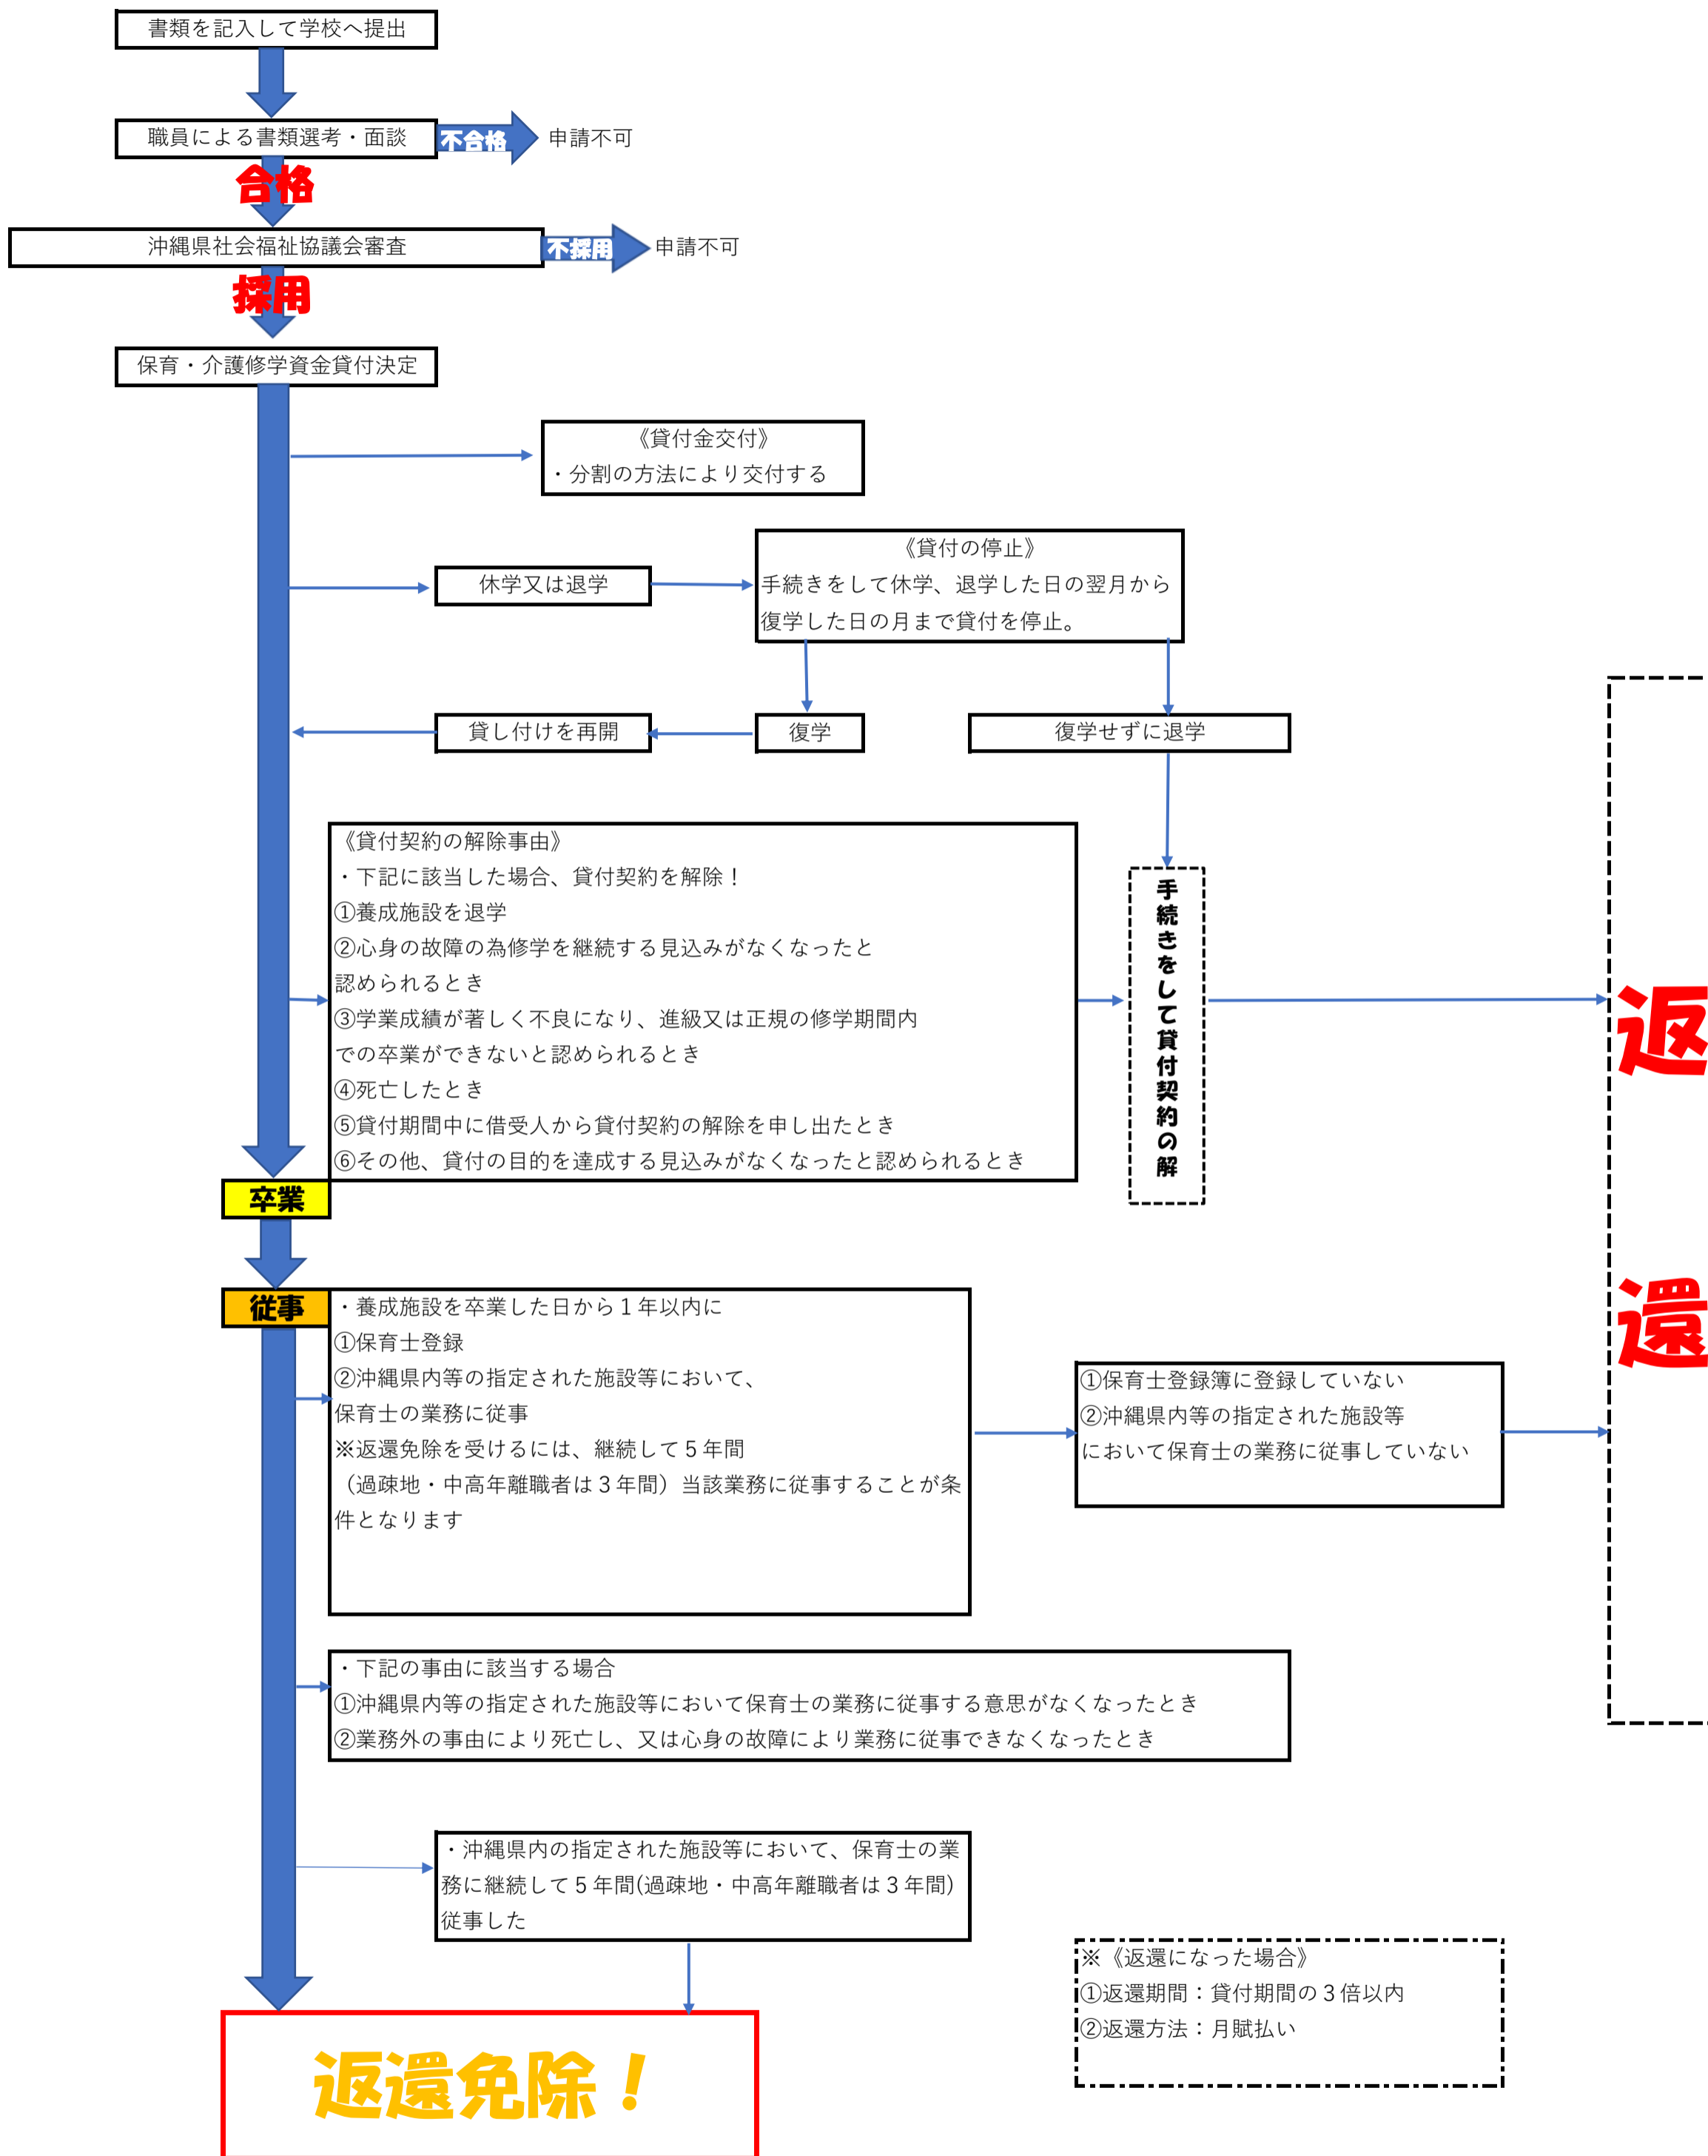 書類を記入して学校へ提出
職員による書類選考・面談
不合格
申請不可
合格
沖縄県社会福祉協議会審査
不採用
申請不可
採用
保育・介護修学資金貸付決定
《貸付金交付》
・分割の方法により交付する
休学又は退学
《貸付の停止》
手続きをして休学、退学した日の翌月から
復学した日の月まで貸付を停止。
貸し付けを再開
復学
復学せずに退学
《貸付契約の解除事由》
・下記に該当した場合、貸付契約を解除！
①養成施設を退学
②心身の故障の為修学を継続する見込みがなくなったと
認められるとき
③学業成績が著しく不良になり、進級又は正規の修学期間内
での卒業ができないと認められるとき
④死亡したとき
⑤貸付期間中に借受人から貸付契約の解除を申し出たとき
⑥その他、貸付の目的を達成する見込みがなくなったと認められるとき
手続きをして貸付契約の解
返
還
卒業
従事
・養成施設を卒業した日から１年以内に
①保育士登録
②沖縄県内等の指定された施設等において、
保育士の業務に従事
※返還免除を受けるには、継続して５年間
（過疎地・中高年離職者は３年間）当該業務に従事することが条
件となります
①保育士登録簿に登録していない
②沖縄県内等の指定された施設等
において保育士の業務に従事していない
・下記の事由に該当する場合
①沖縄県内等の指定された施設等において保育士の業務に従事する意思がなくなったとき
②業務外の事由により死亡し、又は心身の故障により業務に従事できなくなったとき
・沖縄県内の指定された施設等において、保育士の業
務に継続して５年間(過疎地・中高年離職者は３年間)
従事した
※《返還になった場合》
①返還期間：貸付期間の３倍以内
②返還方法：月賦払い
返還免除！